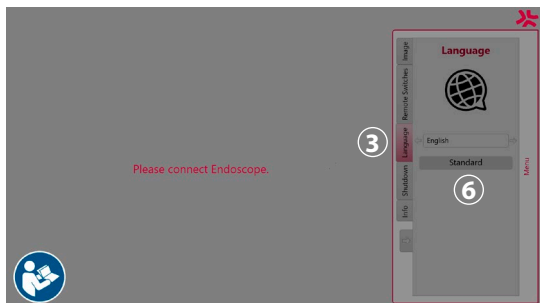 Image
Remote Switches
Language
Shutdown
Info
Language
English
Standard
Menu
Please connect Endoscope.
3
6